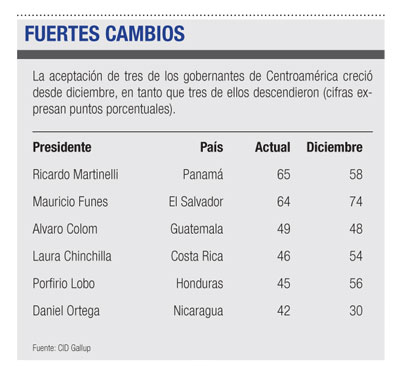 FUERTES CAMBIOS
La aceptación de tres de los gobernantes de Centroamérica creció
desde diciembre, en tanto que tres de ellos descendieron (cifras ex-
presan puntos porcentuales).
Presidente País Actual Diciembre
Ricardo Martinelli Panamá 65 58
Mauricio Funes El Salvador 64 74
Alvaro Colom Guatemala 49 48
Laura Chinchilla Costa Rica 46 54
Porfirio Lobo Honduras 45 56
Daniel Ortega Nicaragua 42 30
Fuente: CID Gallup